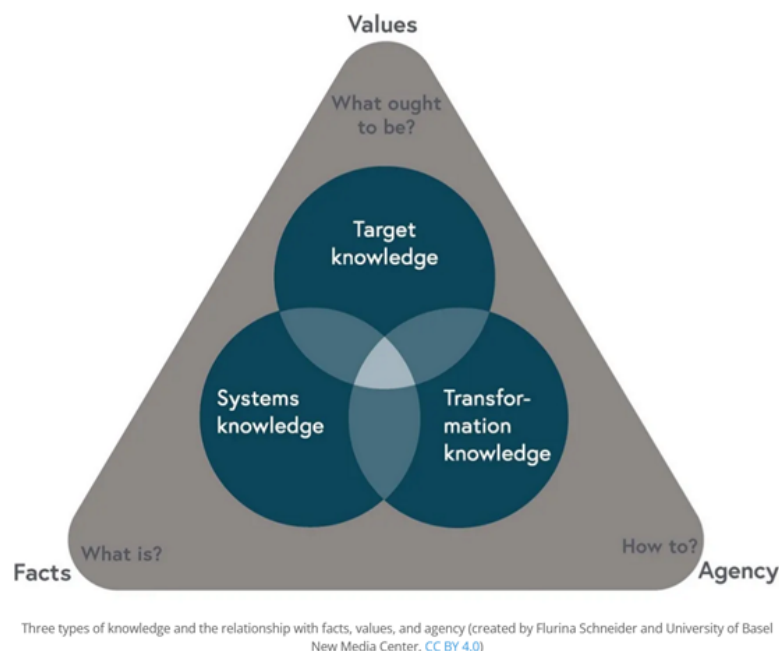 Values
What ought
to be?
Target
knowledge
Systems
knowledge
Transfor-
mation
knowledge
What is?
How to?
Facts
Agency
Three types of knowledge and the relationship with facts, values, and agency (created by Flurina Schneider and University of Basel
New Media Center, CC BY 4.0)